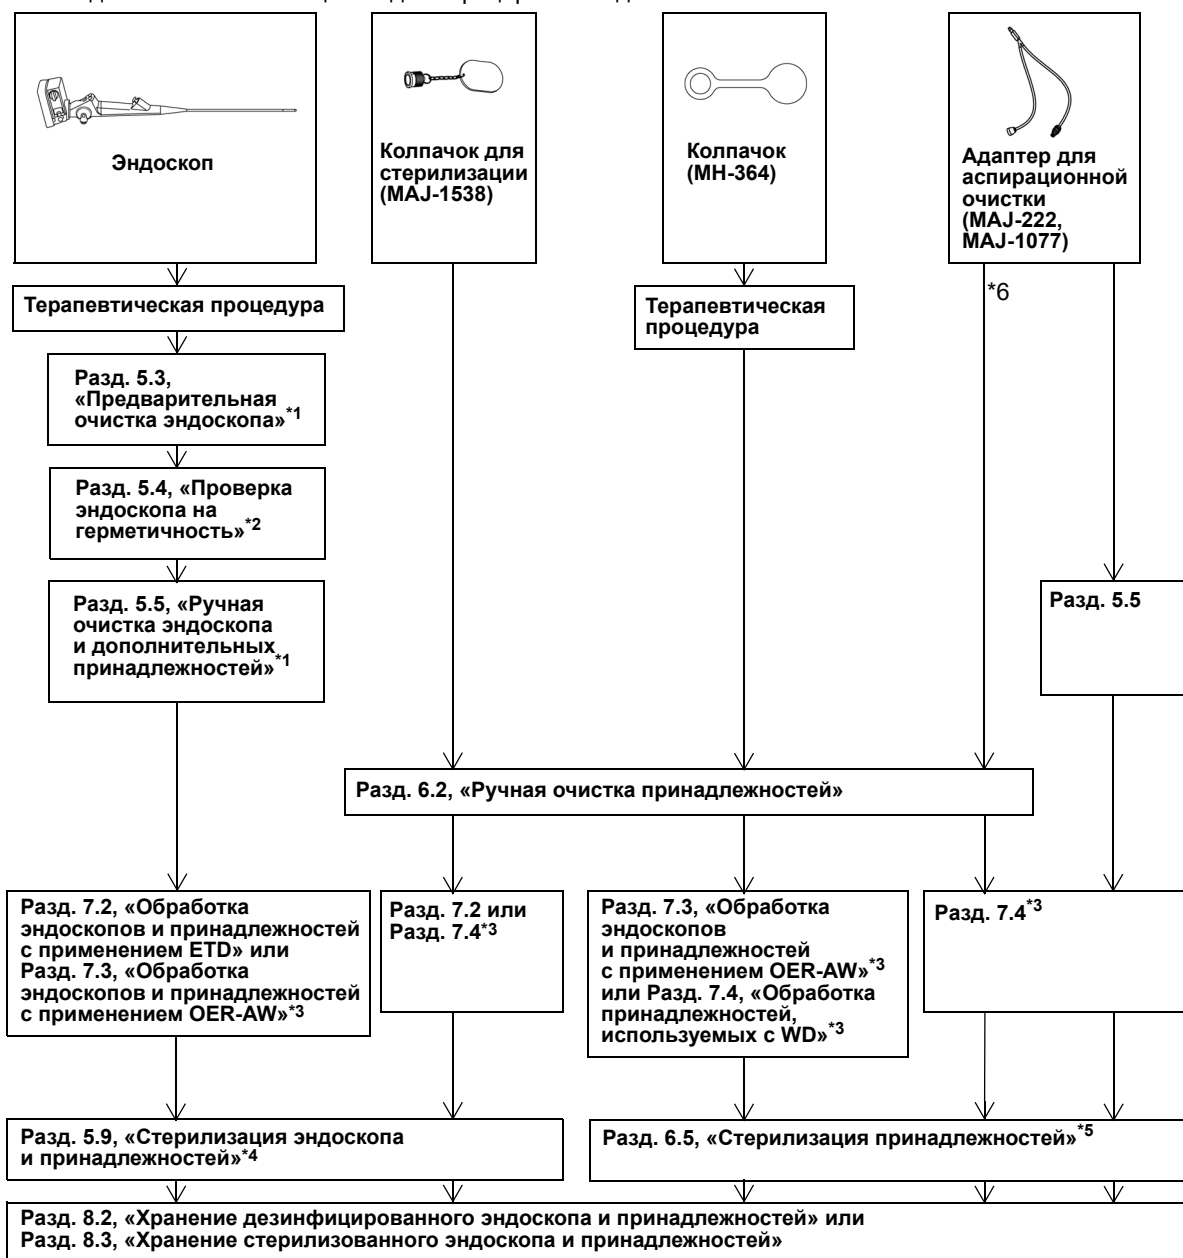 Эндоскоп
Колпачок для
стерилизации
(MAJ-1538)
Колпачок
(MH-364)
Адаптер для
аспирационной
очистки
(MAJ-222,
MAJ-1077)
*6
Терапевтическая процедура
Терапевтическая
процедура
Разд. 5.3,
«Предварительная
очистка эндоскопа»*1
Разд. 5.4, «Проверка
эндоскопа на
герметичность»*2
Разд. 5.5, «Ручная
очистка эндоскопа
и дополнительных
принадлежностей»*1
Разд. 5.5
Разд. 6.2, «Ручная очистка принадлежностей»
Разд. 7.2, «Обработка
эндоскопов и принадлежностей
с применением ETD» или
Разд. 7.3, «Обработка
эндоскопов и принадлежностей
с применением OER-AW»*3
Разд. 7.2 или
Разд. 7.4*3
Разд. 7.3, «Обработка
эндоскопов
и принадлежностей
с применением OER-AW»*3
или Разд. 7.4, «Обработка
принадлежностей,
используемых с WD»*3
Разд. 7.4*3
Разд. 5.9, «Стерилизация эндоскопа
и принадлежностей»*4
Разд. 6.5, «Стерилизация принадлежностей»*5
Разд. 8.2, «Хранение дезинфицированного эндоскопа и принадлежностей» или
Разд. 8.3, «Хранение стерилизованного эндоскопа и принадлежностей»